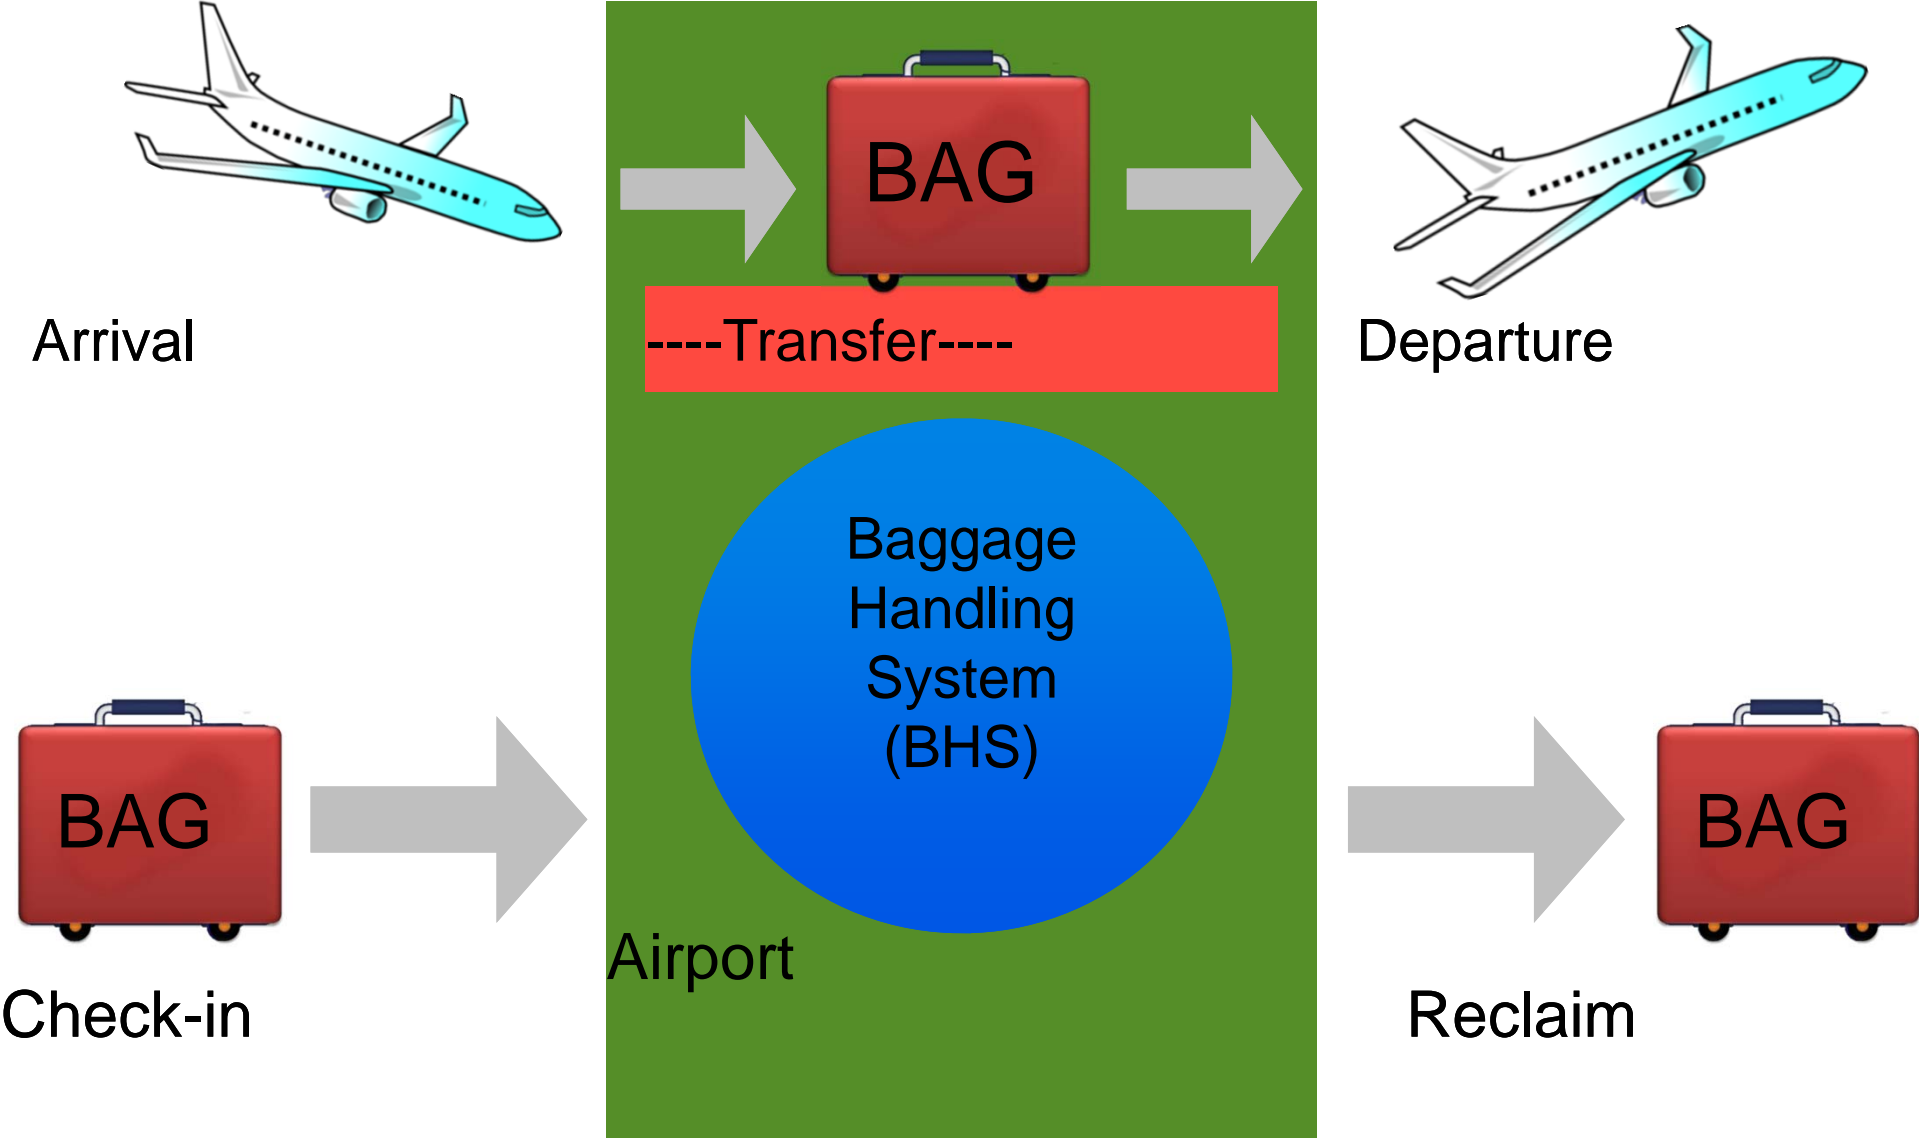 BAG
Arrival
----Transfer----
Departure
Baggage
Handling
System
(BHS)
BAG
BAG
Airport
Check-in
Reclaim